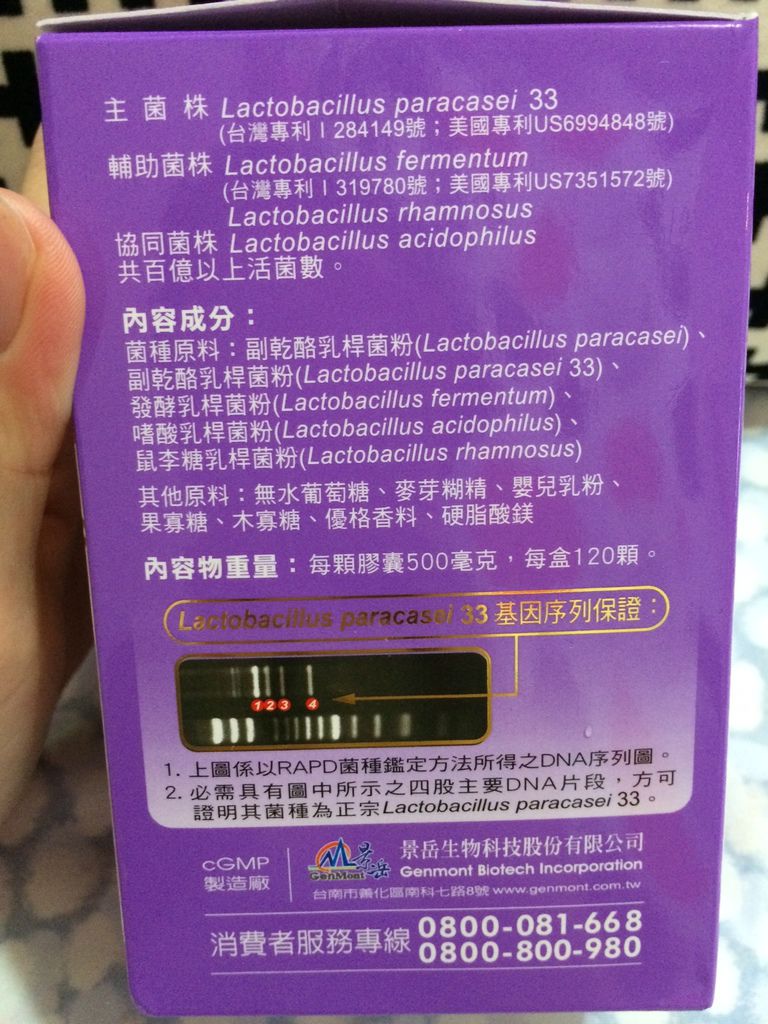 主菌株 Lactobacillus paracasei 33
(台灣專利 I 284149號；美國專利US6994848號)
輔助菌株 Lactobacillus fermentum
(台灣專利 I 319780號；美國專利US7351572號)
Lactobacillus rhamnosus
協同菌株 Lactobacillus acidophilus
共百億以上活菌數。
內容成分：
菌種原料：副乾酪乳桿菌粉(Lactobacillus paracasei)、
副乾酪乳桿菌粉(Lactobacillus paracasei 33)、
發酵乳桿菌粉(Lactobacillus fermentum)、
嗜酸乳桿菌粉(Lactobacillus acidophilus)、
鼠李糖乳桿菌粉(Lactobacillus rhamnosus)
其他原料：無水葡萄糖、麥芽糊精、嬰兒乳粉、
果寡糖、木寡糖、優格香料、硬脂酸鎂
內容物重量：每顆膠囊500毫克，每盒120顆。
Lactobacillus paracasei 33 基因序列保證：
1 2 3 4
1. 上圖係以RAPD菌種鑑定方法所得之DNA序列圖。
2. 必需具有圖中所示之四股主要DNA片段，方可
證明其菌種為正宗Lactobacillus paracasei 33。
cGMP
製造廠
景岳
GenMont
景岳生物科技股份有限公司
Genmont Biotech Incorporation
台南市善化區南科七路8號 www.genmont.com.tw
消費者服務專線 0800-081-668
0800-800-980